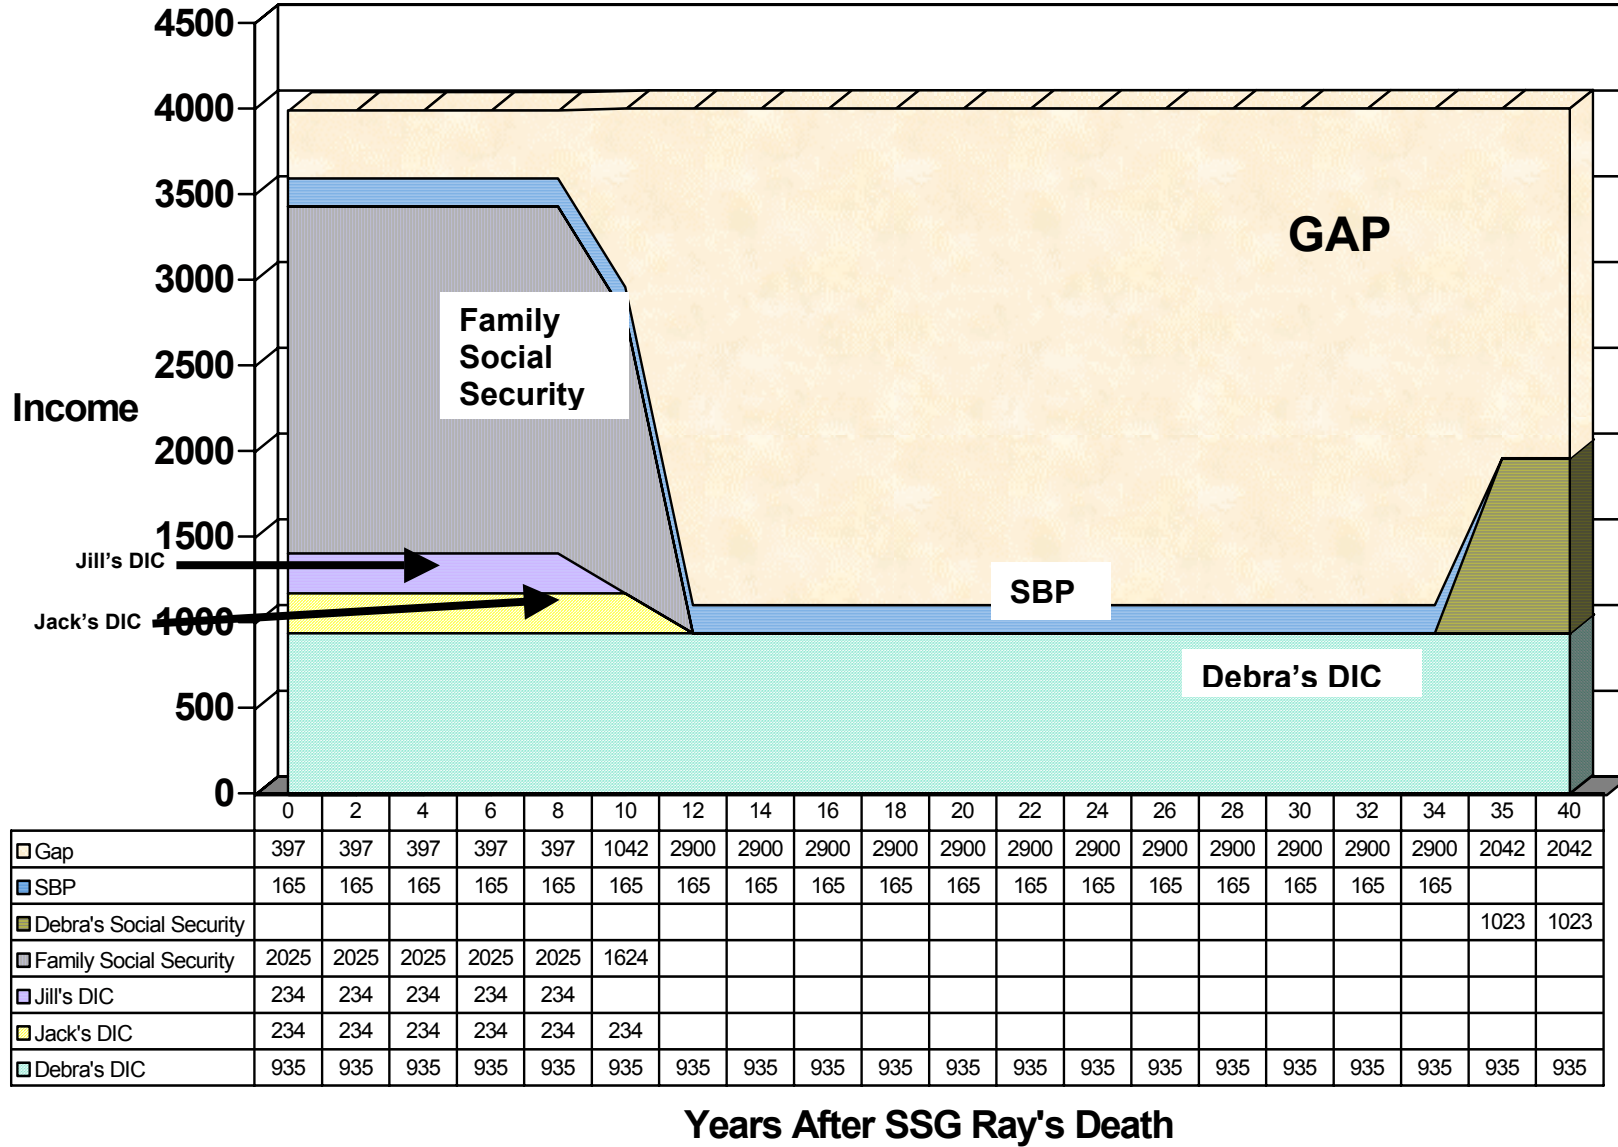 4500
4000
3500
3000
2500
2000
1500
1000
500
0
Income
GAP
Family
Social
Security
Jill's DIC
Jack's DIC
SBP
Debra's DIC
0 2 4 6 8 10 12 14 16 18 20 22 24 26 28 30 32 34 35 40
Gap 397 397 397 397 397 1042 2900 2900 2900 2900 2900 2900 2900 2900 2900 2900 2900 2900 2042 2042
SBP 165 165 165 165 165 165 165 165 165 165 165 165 165 165 165 165 165 165
Debra's Social Security 1023 1023
Family Social Security 2025 2025 2025 2025 2025 1624
Jill's DIC 234 234 234 234 234
Jack's DIC 234 234 234 234 234 234
Debra's DIC 935 935 935 935 935 935 935 935 935 935 935 935 935 935 935 935 935 935 935 935
Years After SSG Ray's Death